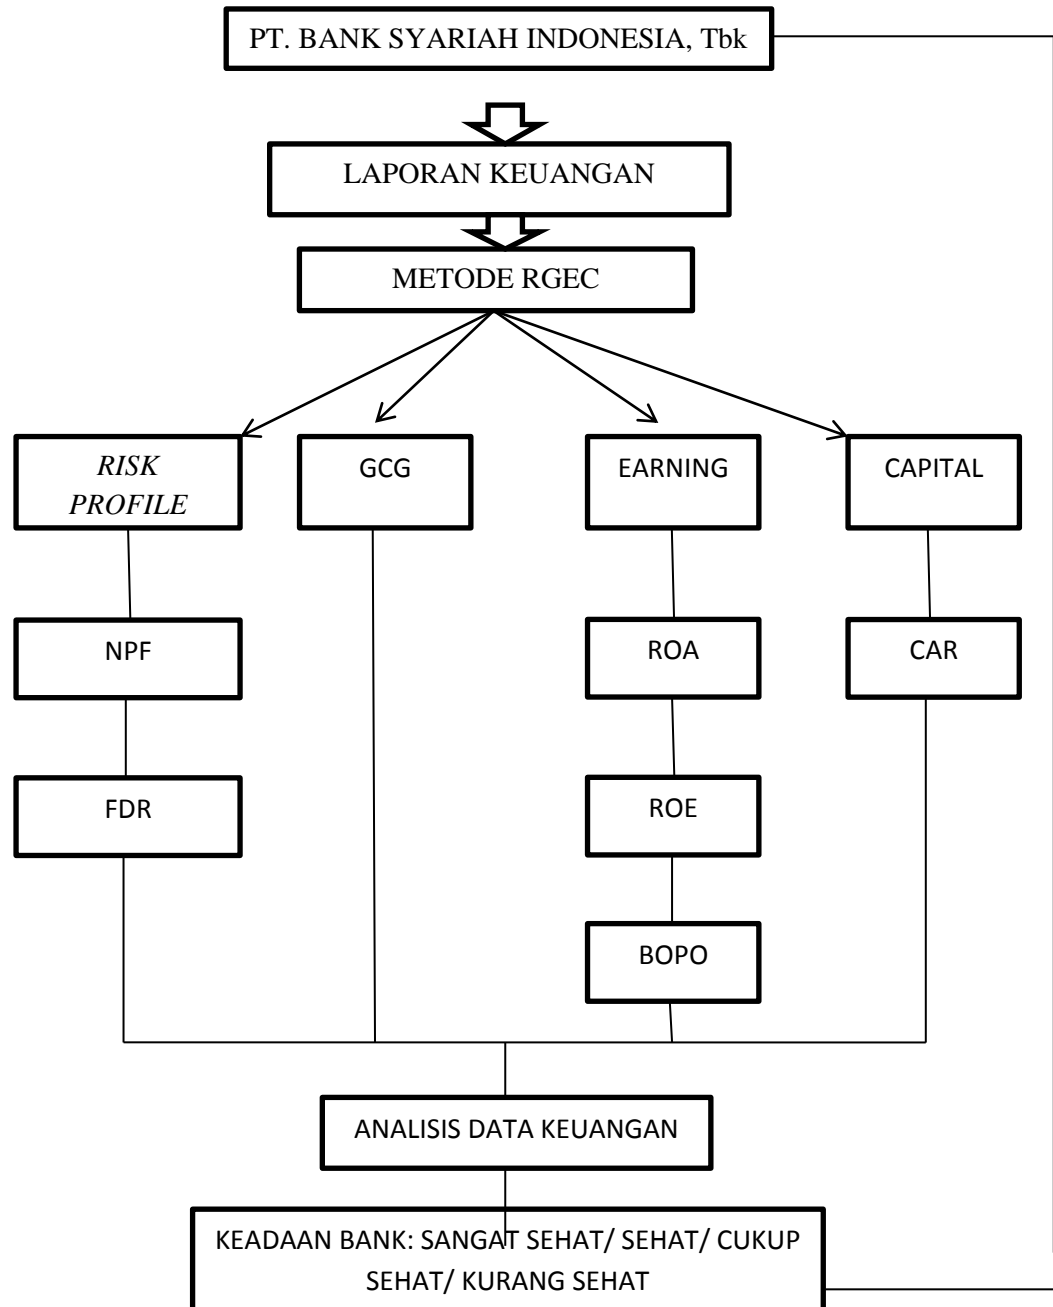 PT. BANK SYARIAH INDONESIA, Tbk
LAPORAN KEUANGAN
METODE RGEC
RISK
PROFILE
GCG
EARNING
CAPITAL
NPF
ROA
CAR
FDR
ROE
BOPO
ANALISIS DATA KEUANGAN
KEADAAN BANK: SANGAT SEHAT/ SEHAT/ CUKUP
SEHAT/ KURANG SEHAT